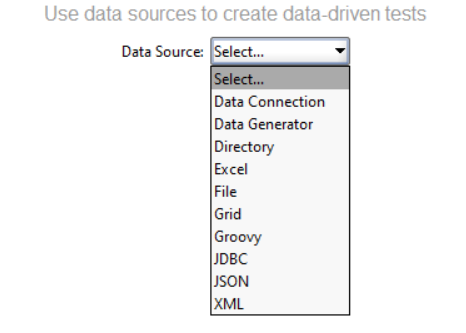 Use data sources to create data-driven tests
Data Source: Select...
Select...
Data Connection
Data Generator
Directory
Excel
File
Grid
Groovy
JDBC
JSON
XML